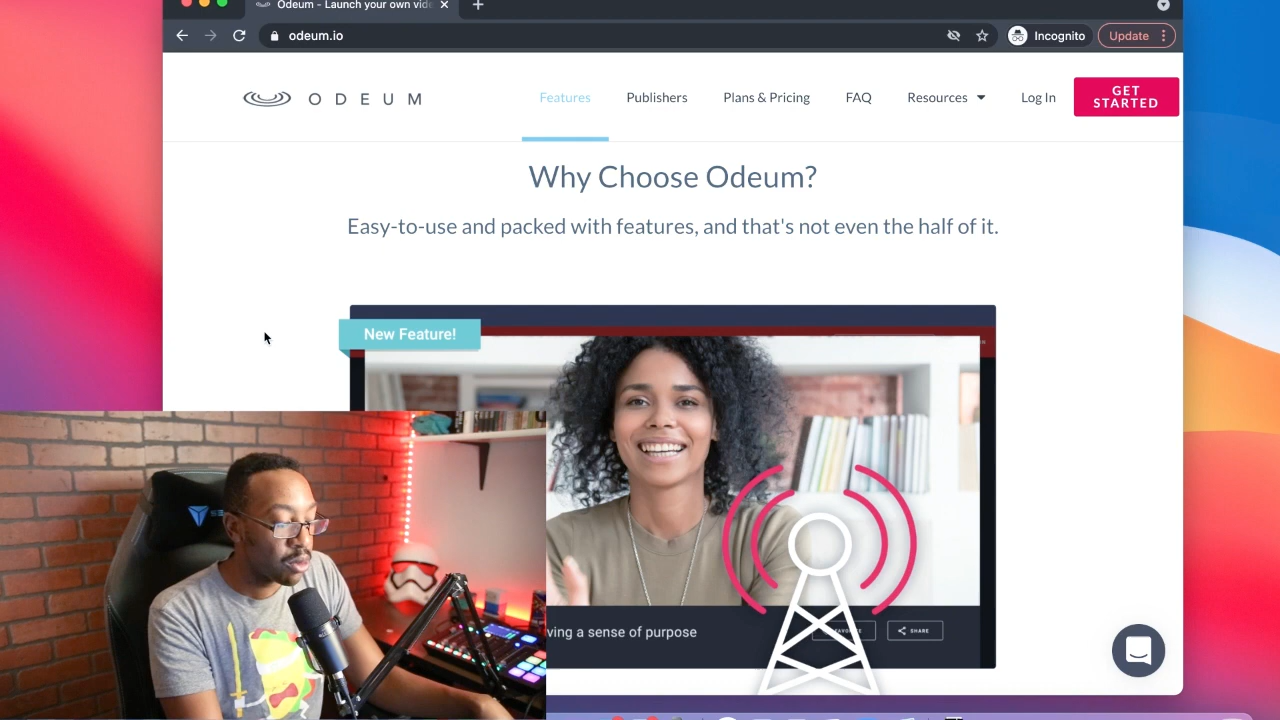 Odeum - Launch your own vide
odeum.io
Incognito
Update
ODEUM
Features
Publishers
Plans & Pricing
FAQ
Resources
Log In
GET STARTED
Why Choose Odeum?
Easy-to-use and packed with features, and that's not even the half of it.
New Feature!
ving a sense of purpose
SHARE